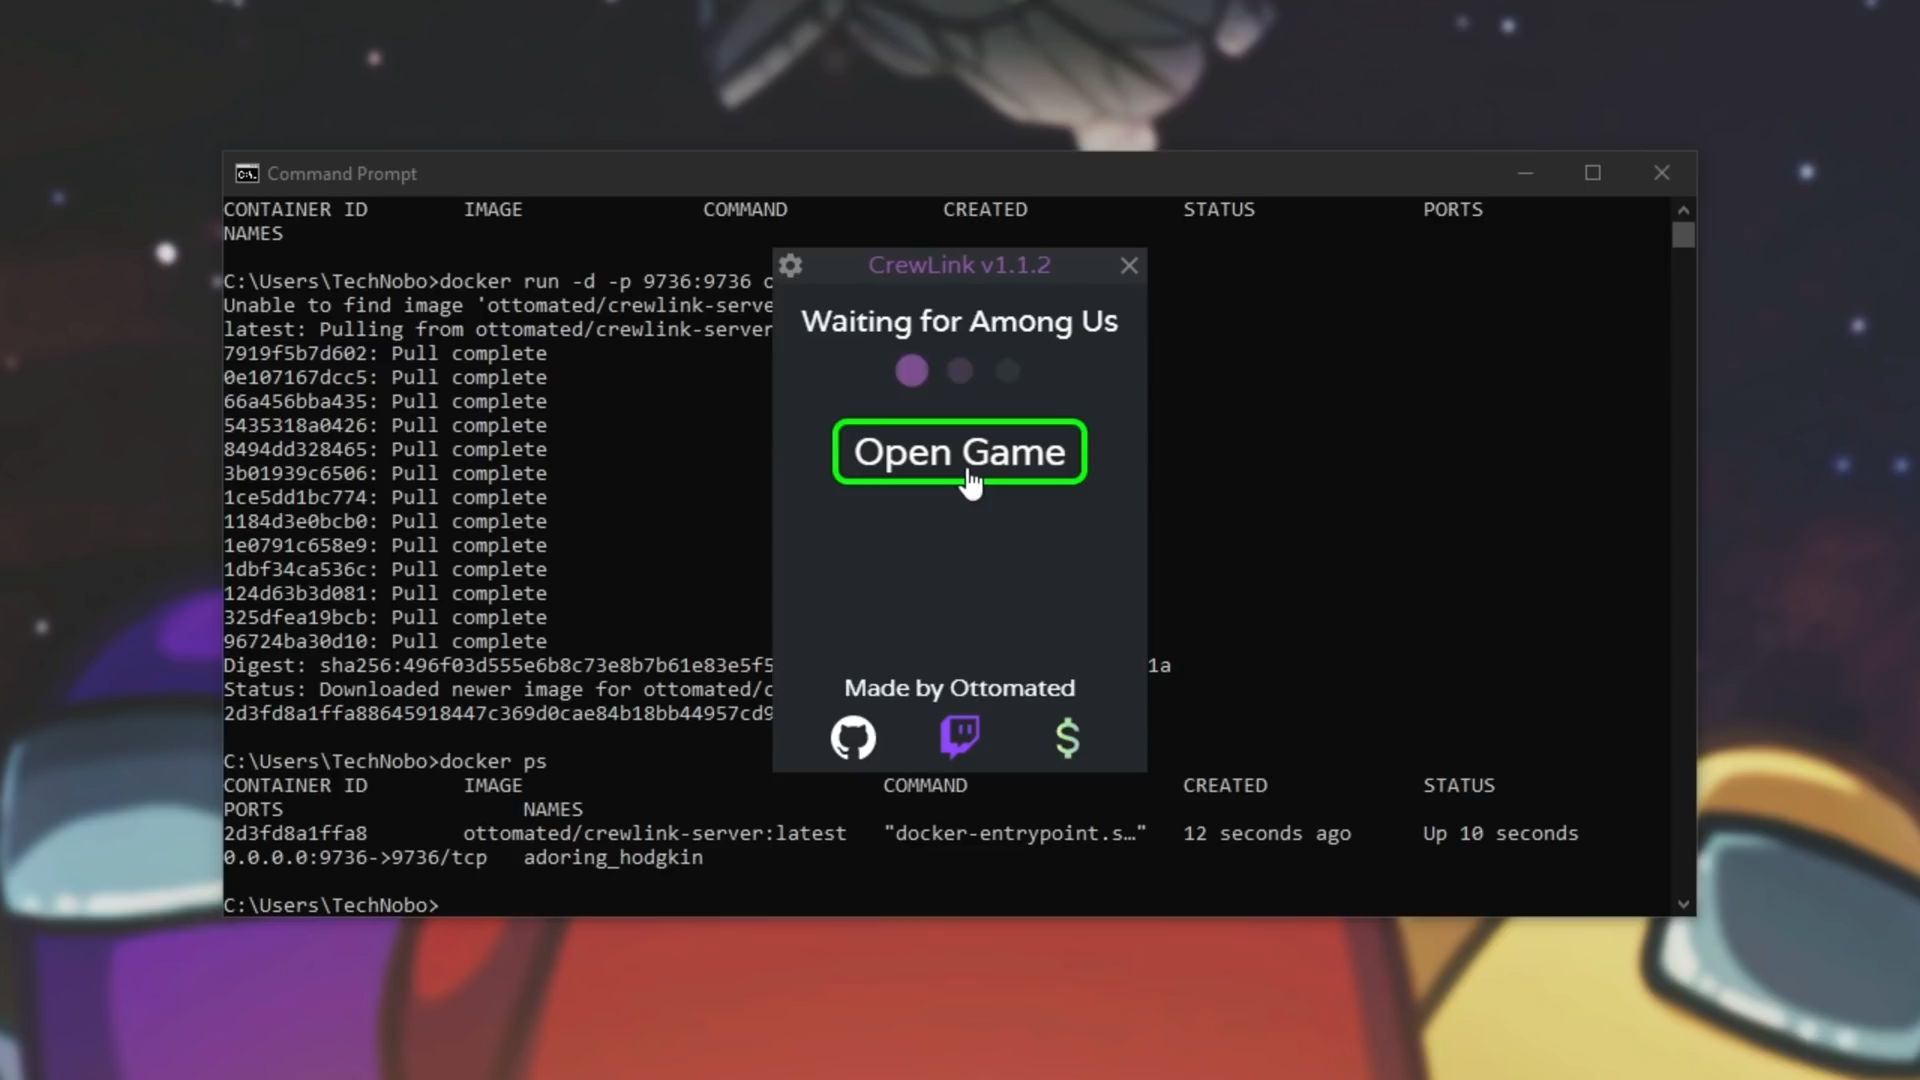 Command Prompt
CONTAINER ID IMAGE COMMAND CREATED STATUS PORTS
NAMES
C:\Users\TechNobo>docker run -d -p 9736:9736
Unable to find image 'ottomated/crewlink-serve
latest: Pulling from ottomated/crewlink-server
7919f5b7d602: Pull complete
0e107167dcc5: Pull complete
66a456bba435: Pull complete
5435318a0426: Pull complete
8494dd328465: Pull complete
3b01939c6506: Pull complete
1ce5dd1bc774: Pull complete
1184d3e0bcb0: Pull complete
1e0791c658e9: Pull complete
1dbf34ca536c: Pull complete
124d63b3d081: Pull complete
325dfea19bcb: Pull complete
96724ba30d10: Pull complete
Digest: sha256:496f03d555e6b8c73e8b7b61e83e5f5 1a
Status: Downloaded newer image for ottomated/c
2d3fd8a1ffa88645918447c369d0cae84b18bb44957cd9
C:\Users\TechNobo>docker ps
CONTAINER ID IMAGE COMMAND CREATED STATUS
PORTS NAMES
2d3fd8a1ffa8 ottomated/crewlink-server:latest "docker-entrypoint.s…" 12 seconds ago Up 10 seconds
0.0.0.0:9736->9736/tcp adoring_hodgkin
C:\Users\TechNobo>
CrewLink v1.1.2
Waiting for Among Us
Open Game
Made by Ottomated